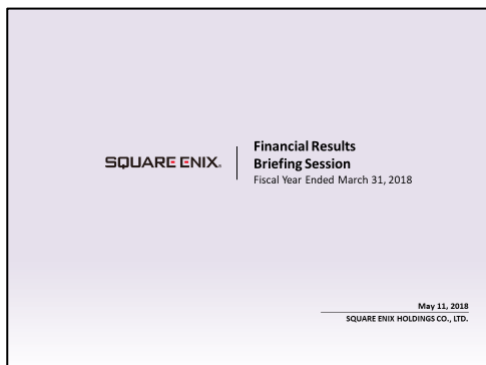 SQUARE ENIX.
Financial Results
Briefing Session
Fiscal Year Ended March 31, 2018
May 11, 2018
SQUARE ENIX HOLDINGS CO., LTD.